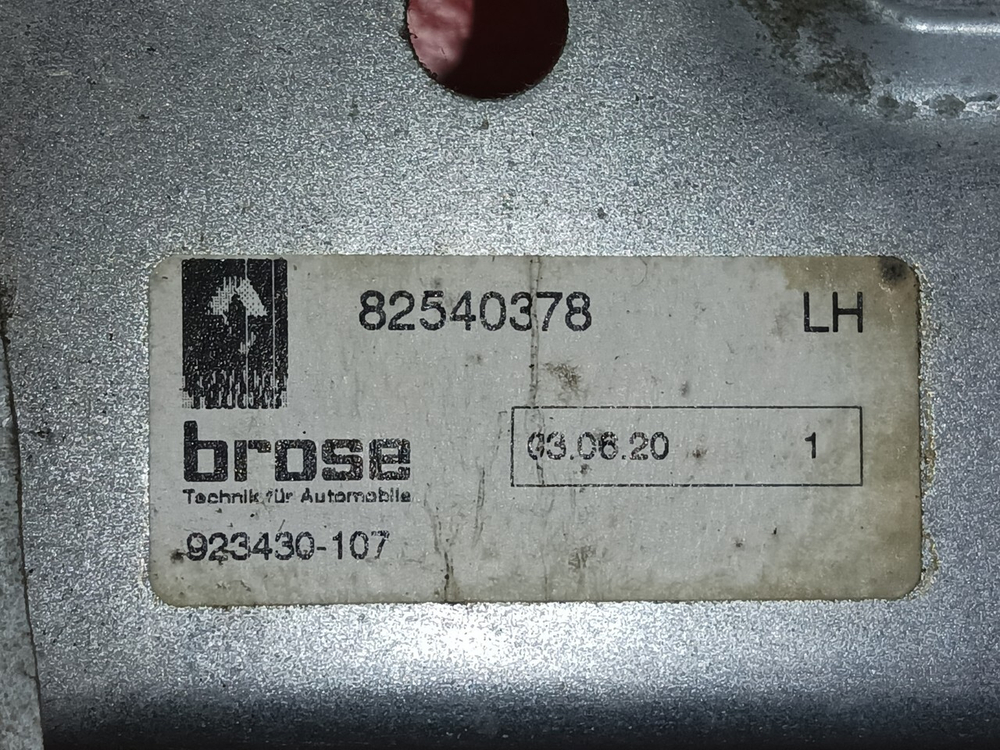 82540378 LH
brose
Technik für Automobile
03.06.20 1
923430-107